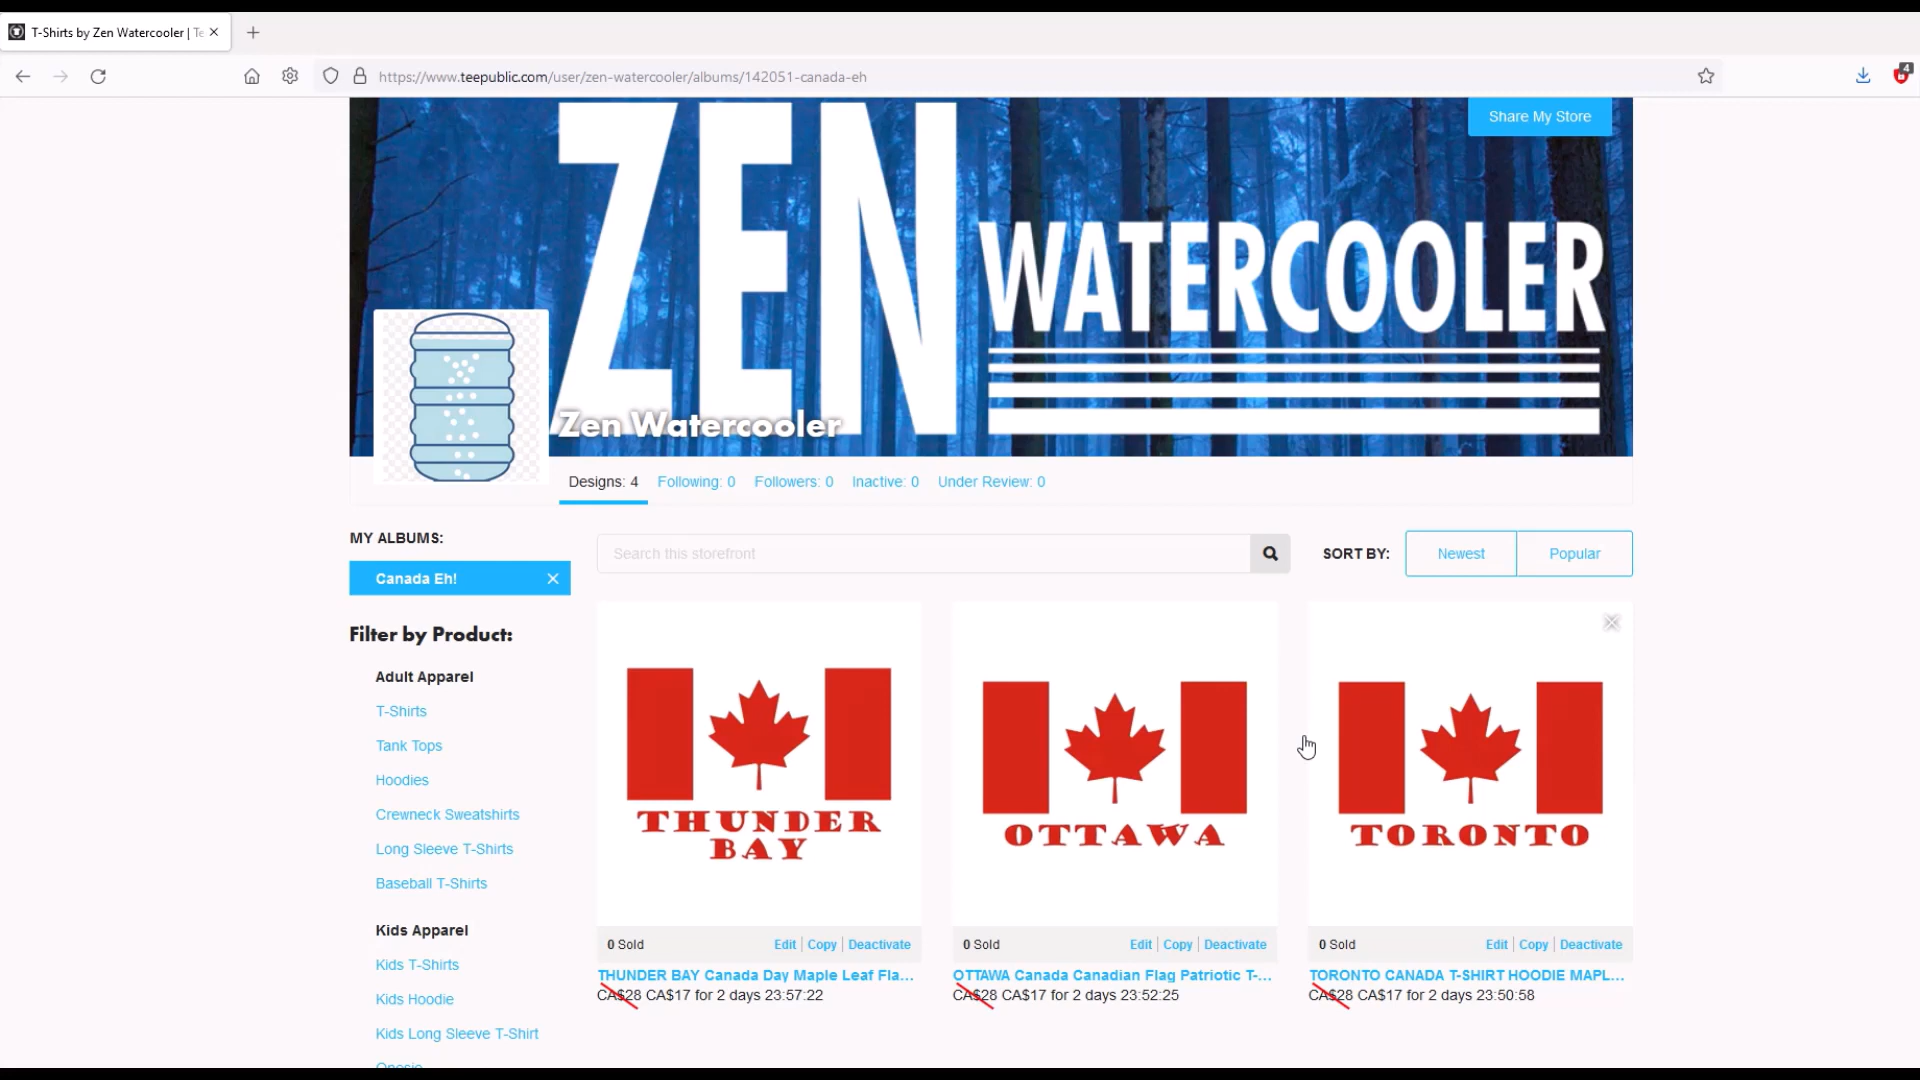 T-Shirts by Zen Watercooler | Te
https://www.teepublic.com/user/zen-watercooler/albums/142051-canada-eh
4
Share My Store
ZEN WATERCOOLER
Zen Watercooler
Designs: 4 Following: 0 Followers: 0 Inactive: 0 Under Review: 0
MY ALBUMS:
Search this storefront
SORT BY: Newest Popular
Canada Eh!
Filter by Product:
Adult Apparel
T-Shirts
Tank Tops
Hoodies
Crewneck Sweatshirts
Long Sleeve T-Shirts
Baseball T-Shirts
Kids Apparel
Kids T-Shirts
Kids Hoodie
Kids Long Sleeve T-Shirt
Onesie
THUNDER
BAY
0 Sold Edit | Copy | Deactivate
THUNDER BAY Canada Day Maple Leaf Fla...
CA$28 CA$17 for 2 days 23:57:22
OTTAWA
0 Sold Edit | Copy | Deactivate
OTTAWA Canada Canadian Flag Patriotic T-...
CA$28 CA$17 for 2 days 23:52:25
TORONTO
0 Sold Edit | Copy | Deactivate
TORONTO CANADA T-SHIRT HOODIE MAPL...
CA$28 CA$17 for 2 days 23:50:58